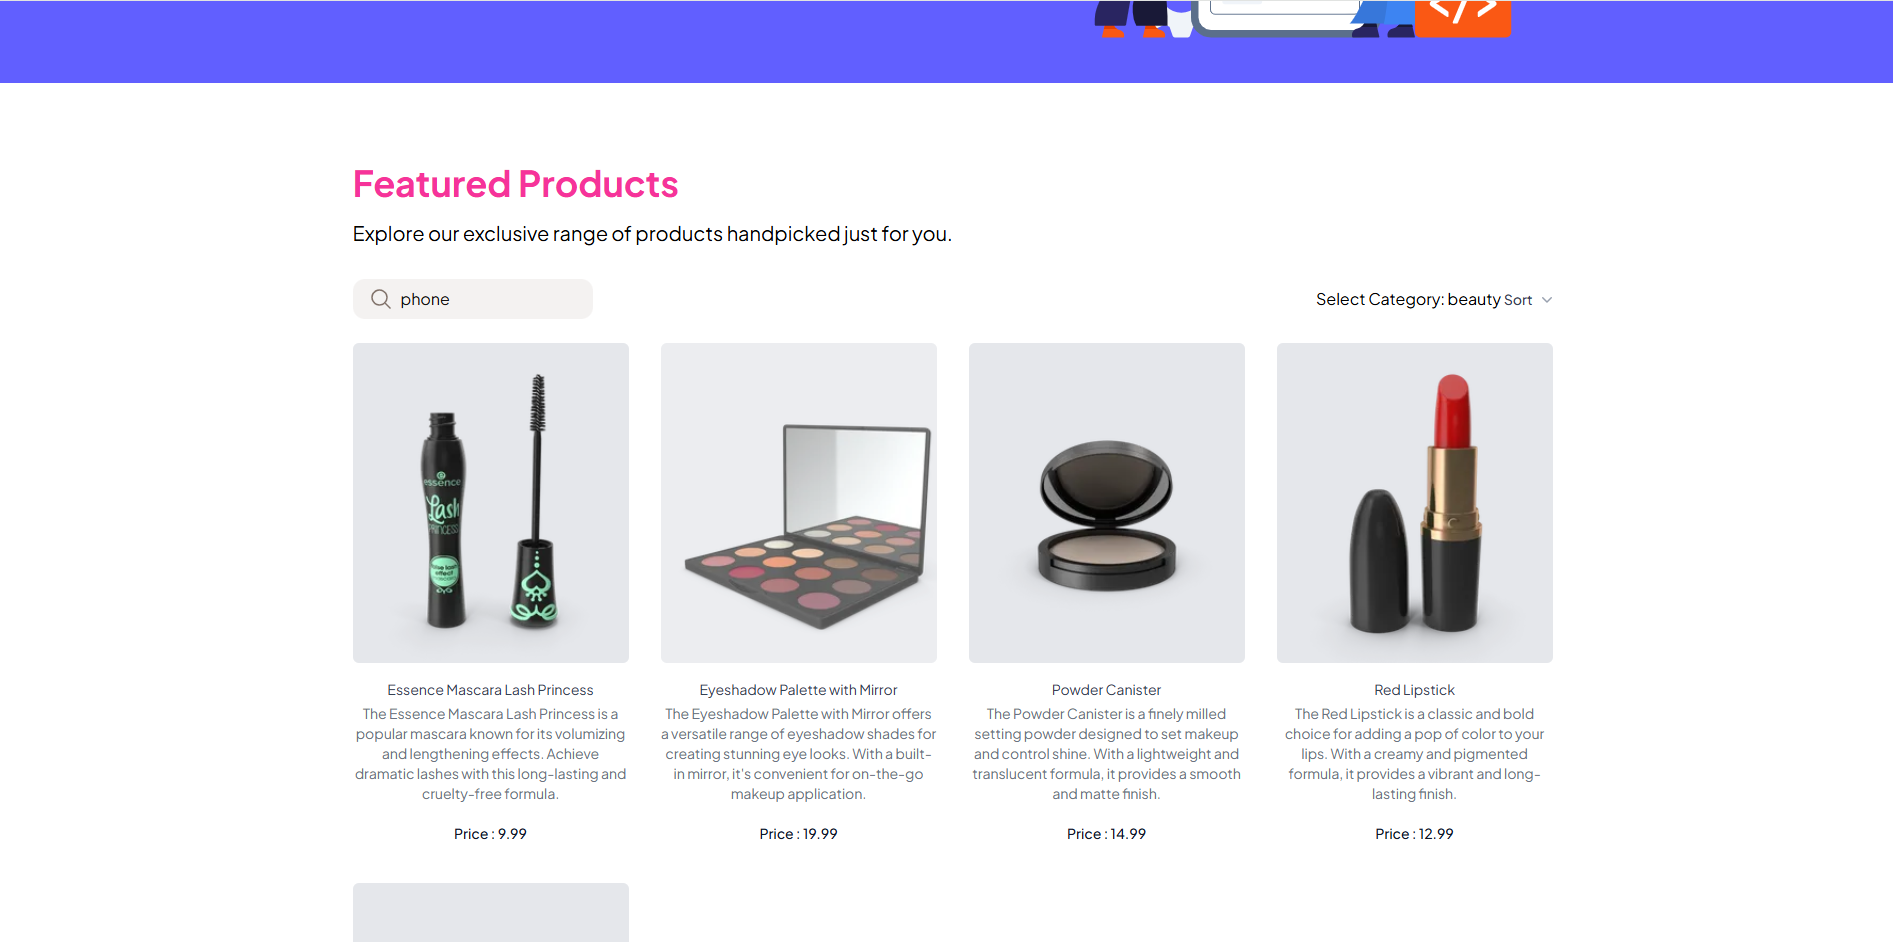 </>
Featured Products
Explore our exclusive range of products handpicked just for you.
phone
Select Category: beauty Sort
essence
Lash
PRINCESS
false lash
effect
Essence Mascara Lash Princess
The Essence Mascara Lash Princess is a
popular mascara known for its volumizing
and lengthening effects. Achieve
dramatic lashes with this long-lasting and
cruelty-free formula.
Price : 9.99
Eyeshadow Palette with Mirror
The Eyeshadow Palette with Mirror offers
a versatile range of eyeshadow shades for
creating stunning eye looks. With a built-
in mirror, it's convenient for on-the-go
makeup application.
Price : 19.99
Powder Canister
The Powder Canister is a finely milled
setting powder designed to set makeup
and control shine. With a lightweight and
translucent formula, it provides a smooth
and matte finish.
Price : 14.99
Red Lipstick
The Red Lipstick is a classic and bold
choice for adding a pop of color to your
lips. With a creamy and pigmented
formula, it provides a vibrant and long-
lasting finish.
Price : 12.99